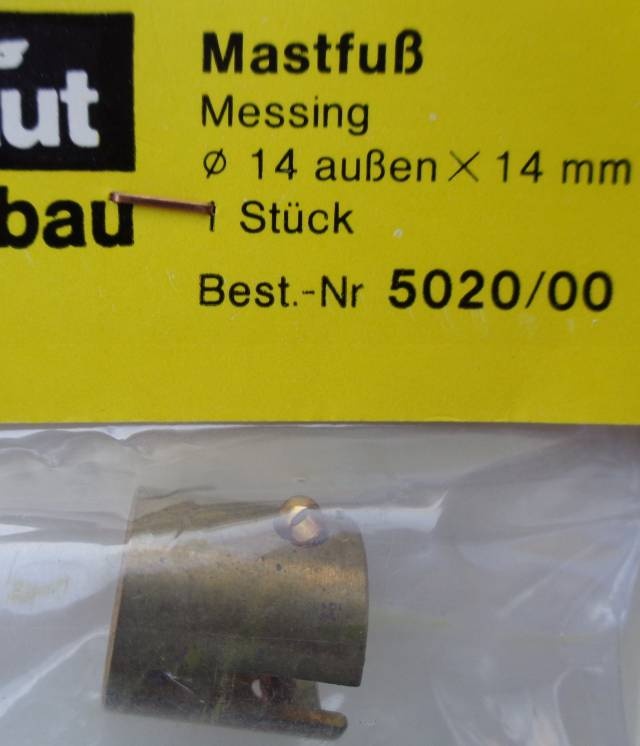 Mastfuß
Messing
ø 14 außen × 14 mm
1 Stück
Best.-Nr 5020/00
ut
bau